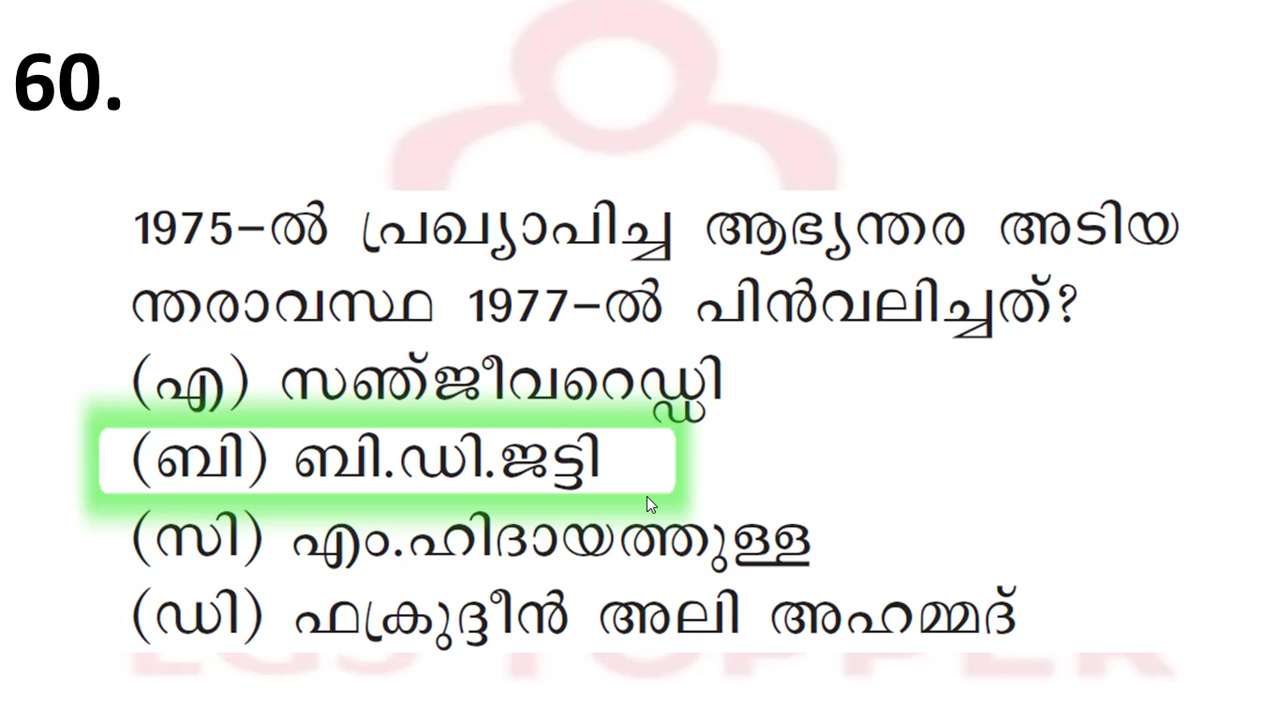 60.
1975-ൽ പ്രഖ്യാപിച്ച ആഭ്യന്തര അടിയ
ന്തരാവസ്ഥ 1977-ൽ പിൻവലിച്ചത്?
(എ) സഞ്ജീവറെഡ്ഡി
(ബി) ബി.ഡി.ജട്ടി
(സി) എം.ഹിദായത്തുള്ള
(ഡി) ഫക്രുദ്ദീൻ അലി അഹമ്മദ്